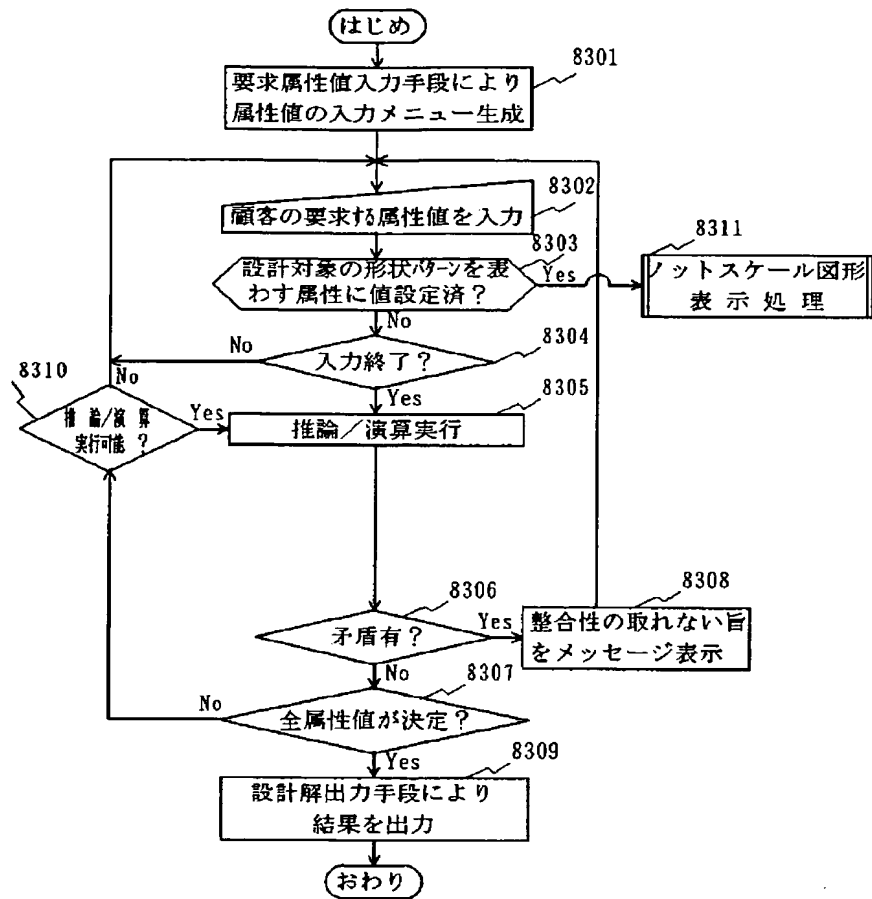 はじめ
8301
要求属性値入力手段により
属性値の入力メニュー生成
8302
顧客の要求する属性値を入力
8303
設計対象の形状パターンを表
わす属性に値設定済？
Yes
8311
ノットスケール図形
表示処理
No
8304
入力終了？
No
Yes
8305
推論／演算実行
8310
No
推論／演算
実行可能？
Yes
8306
矛盾有？
Yes
8308
整合性の取れない旨
をメッセージ表示
No
8307
全属性値が決定？
No
Yes
8309
設計解出力手段により
結果を出力
おわり